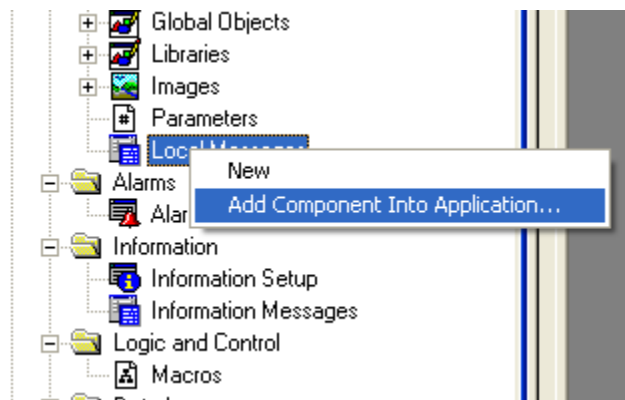 Global Objects
Libraries
Images
Parameters
New
Add Component Into Application...
Alarms
Information
Information Setup
Information Messages
Logic and Control
Macros